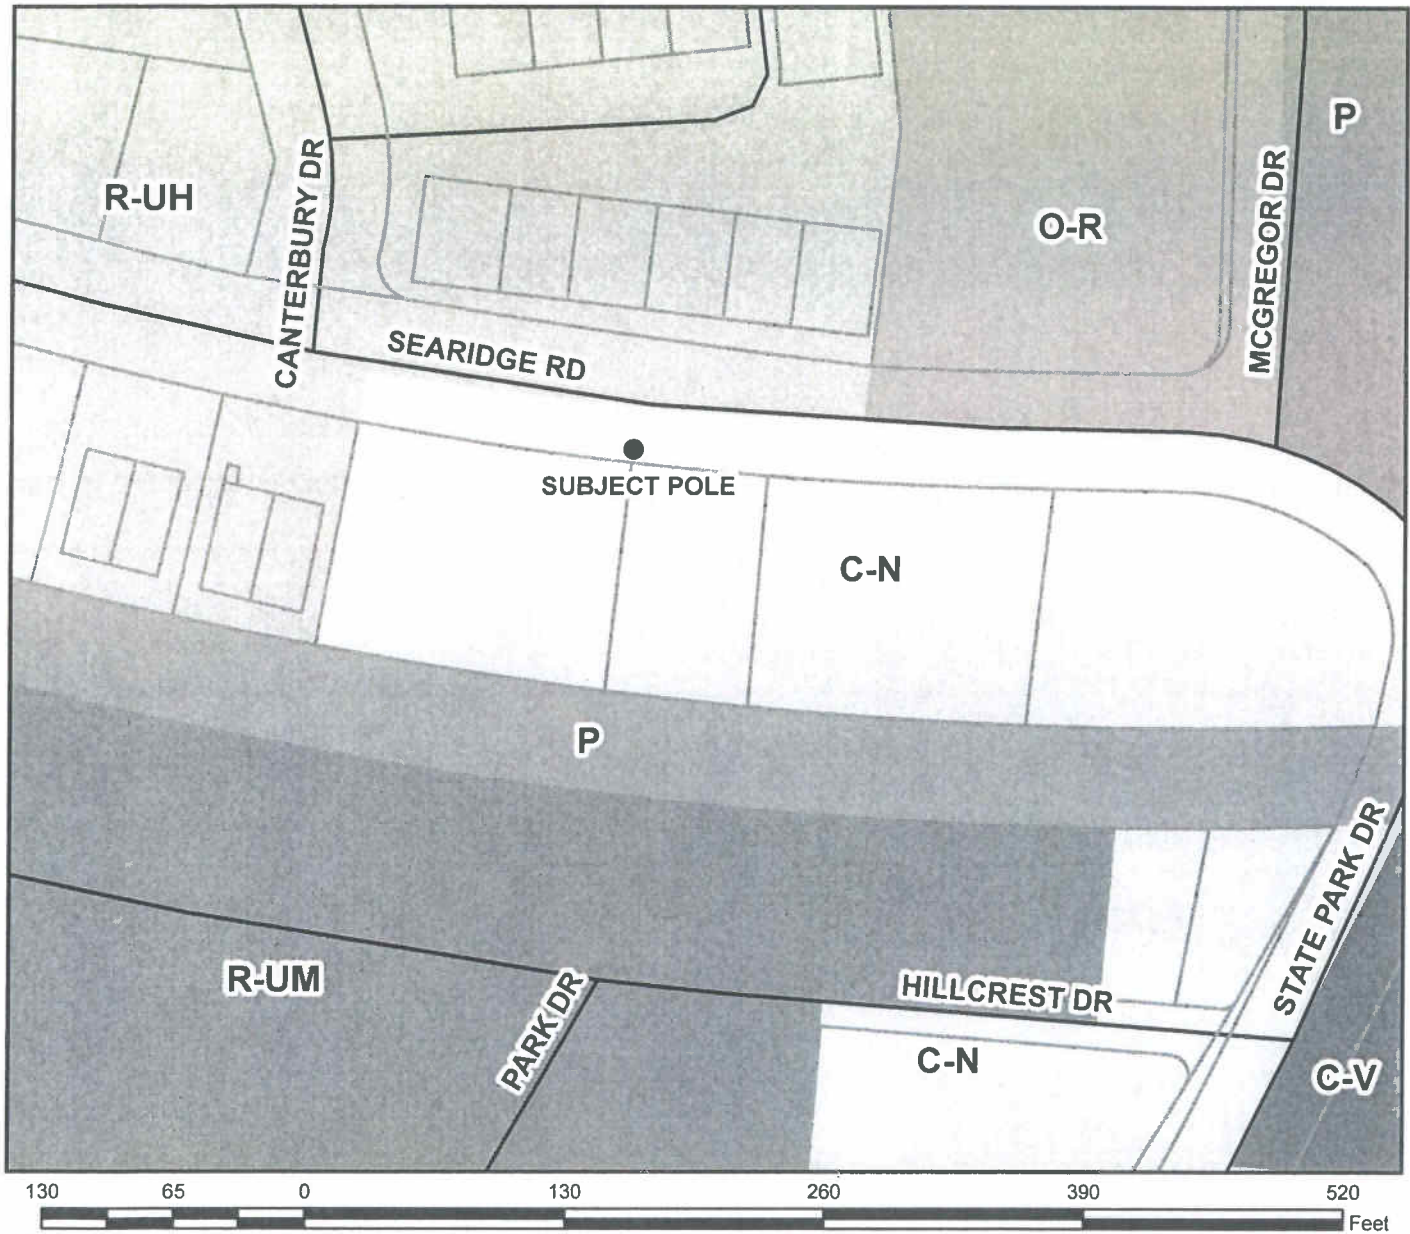 P
R-UH
CANTERBURY DR
O-R
MCGREGOR DR
SEARIDGE RD
SUBJECT POLE
C-N
P
STATE PARK DR
R-UM
PARK DR
HILLCREST DR
C-N
C-V
130 65 0 130 260 390 520
Feet